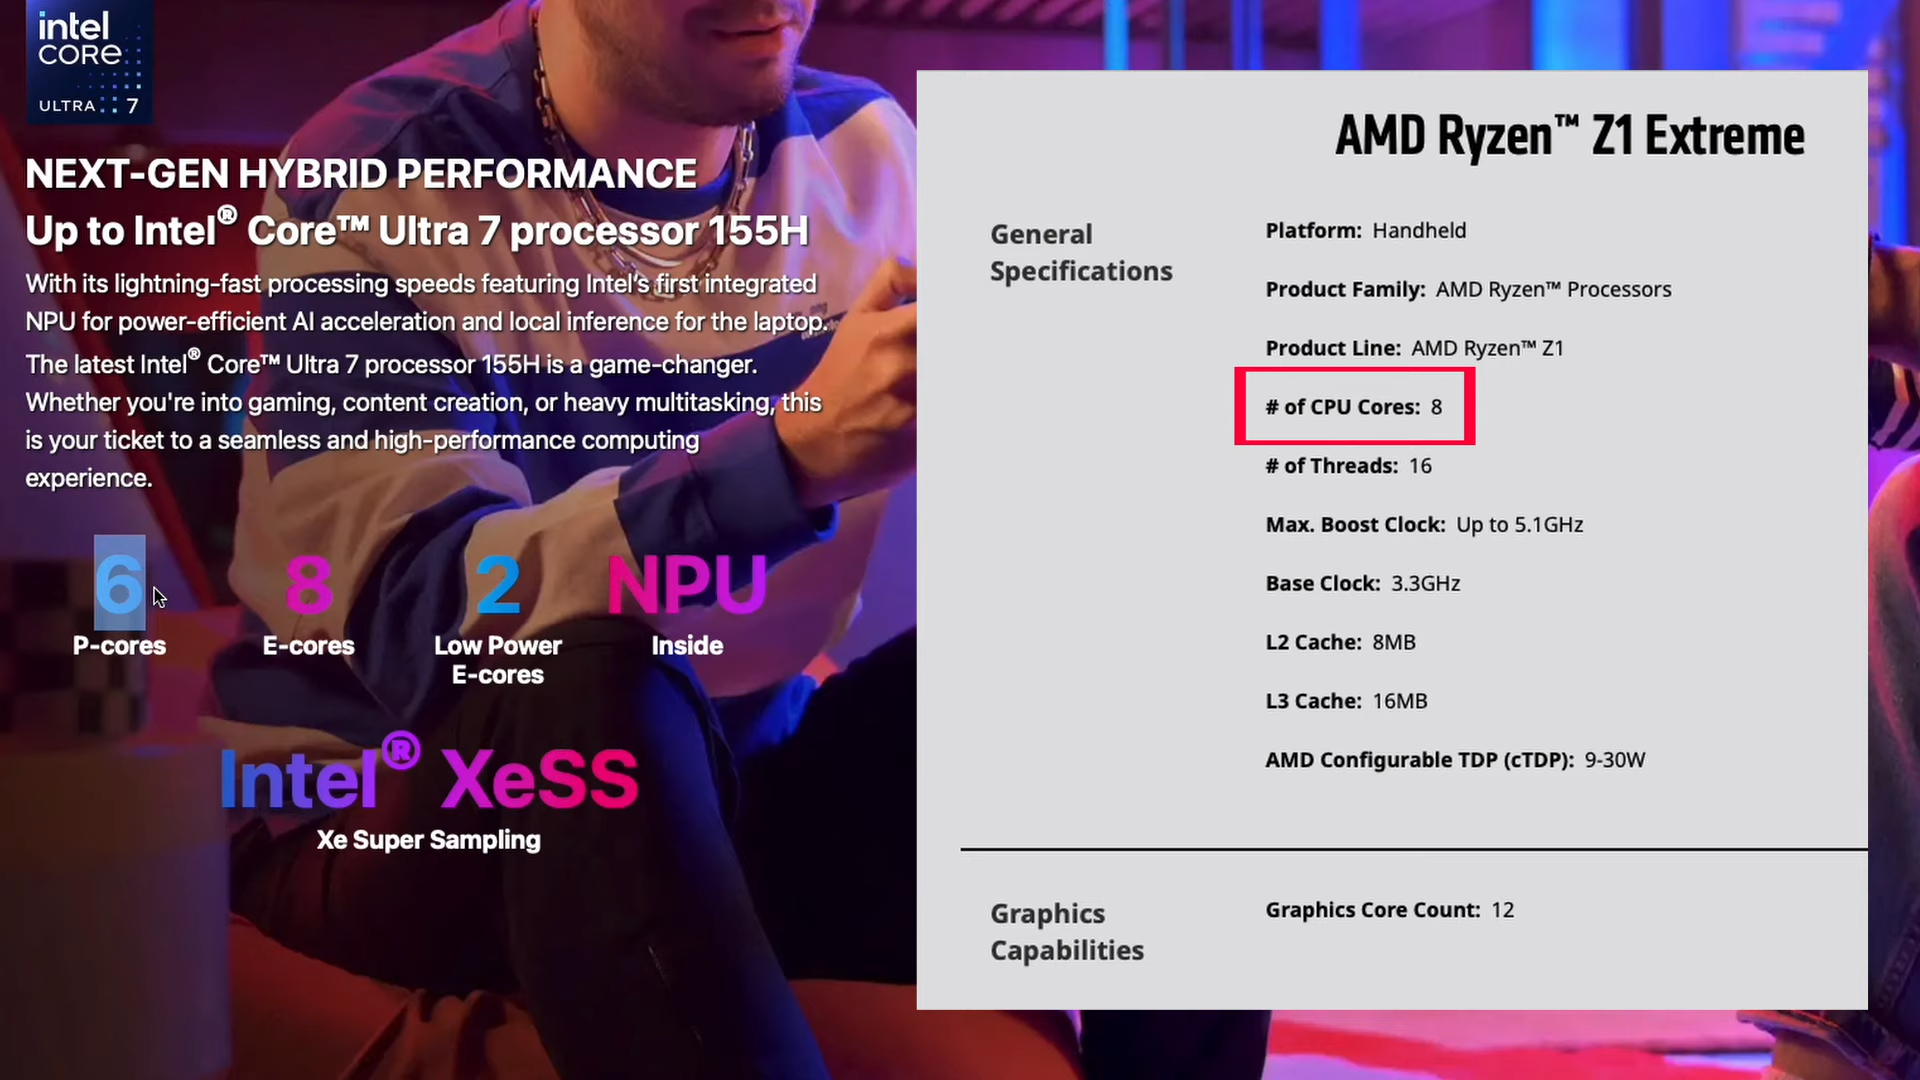 intel
CORE
ULTRA 7
NEXT-GEN HYBRID PERFORMANCE
Up to Intel® Core™ Ultra 7 processor 155H
With its lightning-fast processing speeds featuring Intel's first integrated
NPU for power-efficient AI acceleration and local inference for the laptop.
The latest Intel® Core™ Ultra 7 processor 155H is a game-changer.
Whether you're into gaming, content creation, or heavy multitasking, this
is your ticket to a seamless and high-performance computing
experience.
6
P-cores
8
E-cores
2
Low Power
E-cores
NPU
Inside
Intel® XeSS
Xe Super Sampling
AMD Ryzen™ Z1 Extreme
General
Specifications
Platform: Handheld
Product Family: AMD Ryzen™ Processors
Product Line: AMD Ryzen™ Z1
# of CPU Cores: 8
# of Threads: 16
Max. Boost Clock: Up to 5.1GHz
Base Clock: 3.3GHz
L2 Cache: 8MB
L3 Cache: 16MB
AMD Configurable TDP (cTDP): 9-30W
Graphics
Capabilities
Graphics Core Count: 12